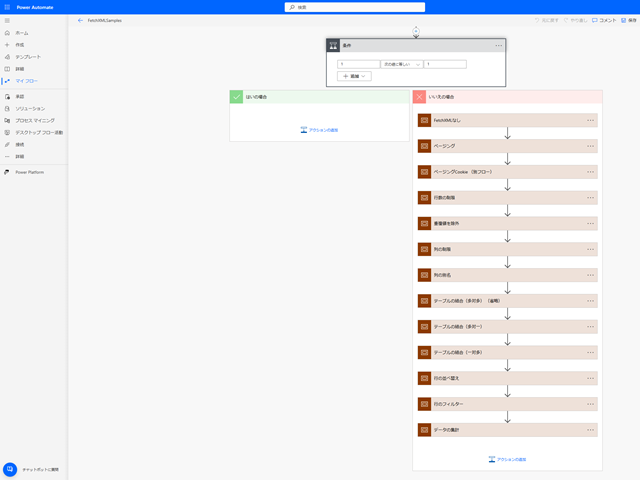 Power Automate
検索
FetchXMLSamples
元に戻す
やり直し
コメント
保存
ホーム
作成
テンプレート
詳細
マイ フロー
承認
ソリューション
プロセス マイニング
デスクトップ フロー活動
接続
詳細
Power Platform
チャットボットに質問
条件
1
次の値に等しい
1
追加
はいの場合
アクションの追加
いいえの場合
FetchXMLなし
ページング
ページングCookie（別フロー）
行数の制限
重複値を除外
列の制限
列の別名
テーブルの結合（多対多）（省略）
テーブルの結合（多対一）
テーブルの結合（一対多）
行の並べ替え
行のフィルター
データの集計
アクションの追加